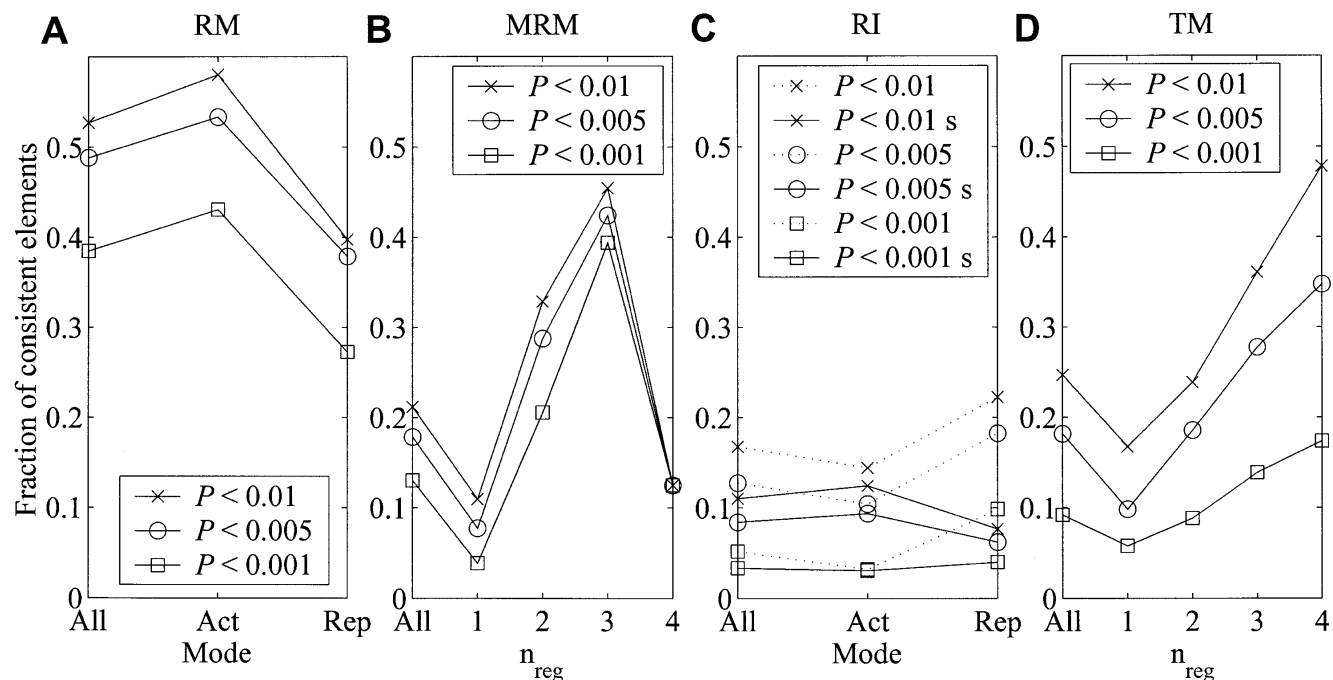 A RM
B MRM
C RI
D TM
Fraction of consistent elements
0.5
0.4
0.3
0.2
0.1
0
P < 0.01
P < 0.005
P < 0.001
All Act Rep
Mode
0.5
0.4
0.3
0.2
0.1
0
P < 0.01
P < 0.005
P < 0.001
All 1 2 3 4
n_reg
0.5
0.4
0.3
0.2
0.1
0
P < 0.01
P < 0.01 s
P < 0.005
P < 0.005 s
P < 0.001
P < 0.001 s
All Act Rep
Mode
0.5
0.4
0.3
0.2
0.1
0
P < 0.01
P < 0.005
P < 0.001
All 1 2 3 4
n_reg